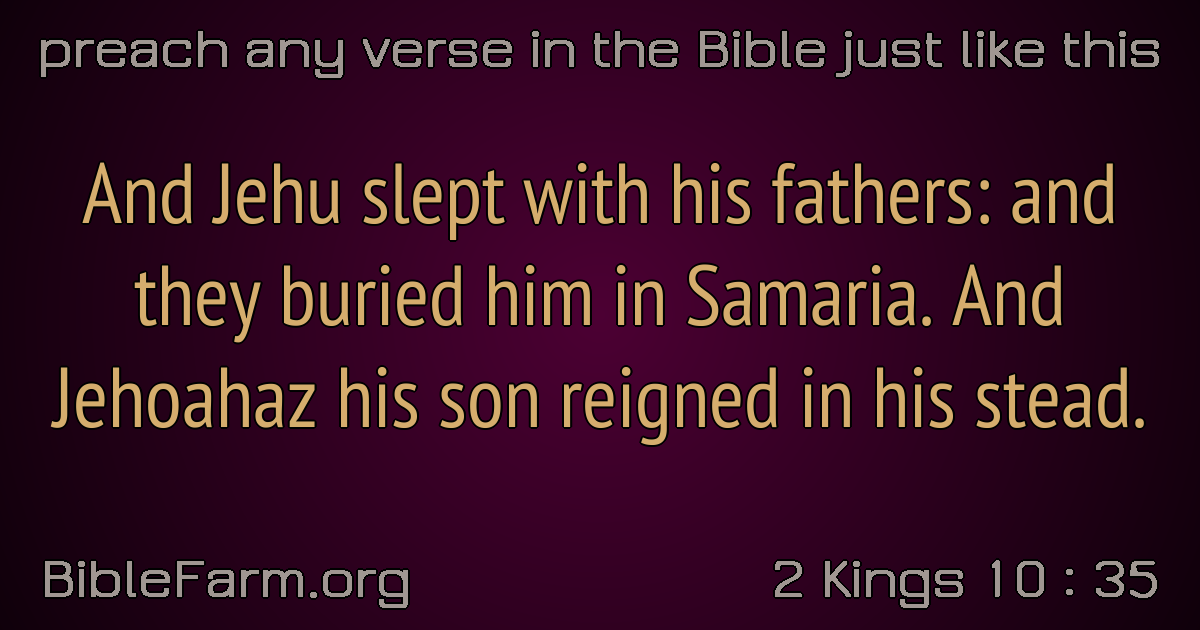 preach any verse in the Bible just like this
And Jehu slept with his fathers: and
they buried him in Samaria. And
Jehoahaz his son reigned in his stead.
BibleFarm.org
2 Kings 10 : 35